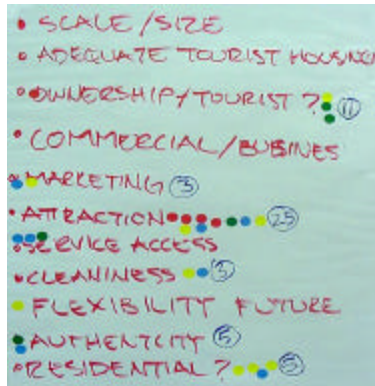 • SCALE/SIZE
• ADEQUATE TOURIST HOUSING
• OWNERSHIP/TOURIST ? 11
• COMMERCIAL/BUSINES
• MARKETING 3
• ATTRACTION 25
• SERVICE ACCESS
• CLEANINESS 3
• FLEXIBILITY FUTURE
• AUTHENTCITY 5
• RESIDENTIAL ? 5